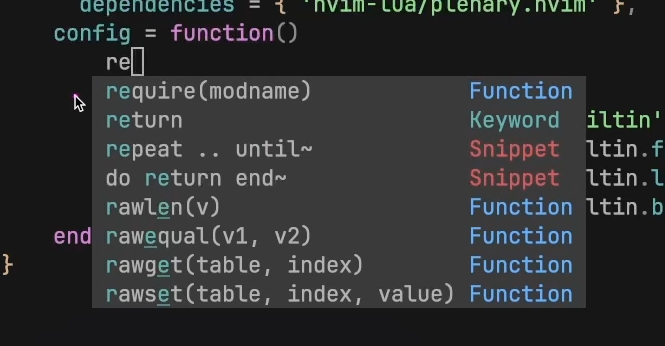 dependencies = { 'nvim-lua/plenary.nvim' },
config = function()
re
require(modname) Function
return Keyword iltin'
repeat .. until~ Snippet ltin.f
do return end~ Snippet ltin.l
rawlen(v) Function ltin.b
end rawequal(v1, v2) Function
} rawget(table, index) Function
rawset(table, index, value) Function